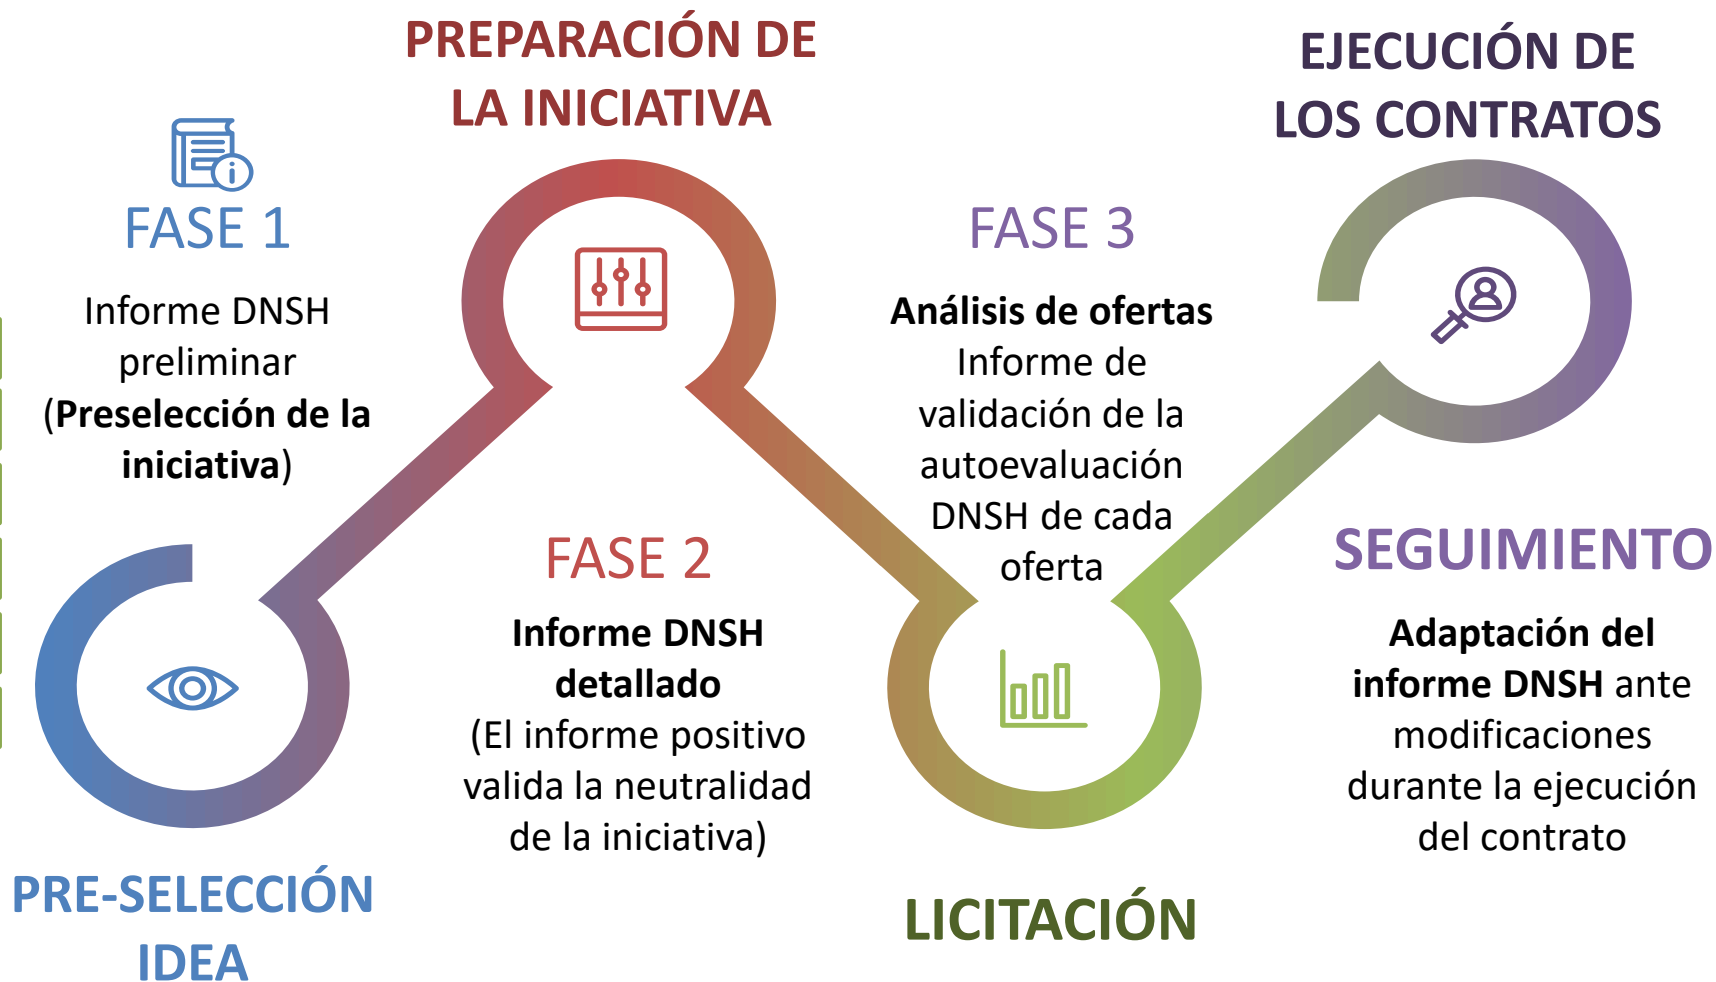 PREPARACIÓN DE
LA INICIATIVA
EJECUCIÓN DE
LOS CONTRATOS
FASE 1
Informe DNSH
preliminar
(Preselección de la
iniciativa)
PRE-SELECCIÓN
IDEA
FASE 2
Informe DNSH
detallado
(El informe positivo
valida la neutralidad
de la iniciativa)
FASE 3
Análisis de ofertas
Informe de
validación de la
autoevaluación
DNSH de cada
oferta
LICITACIÓN
SEGUIMIENTO
Adaptación del
informe DNSH ante
modificaciones
durante la ejecución
del contrato